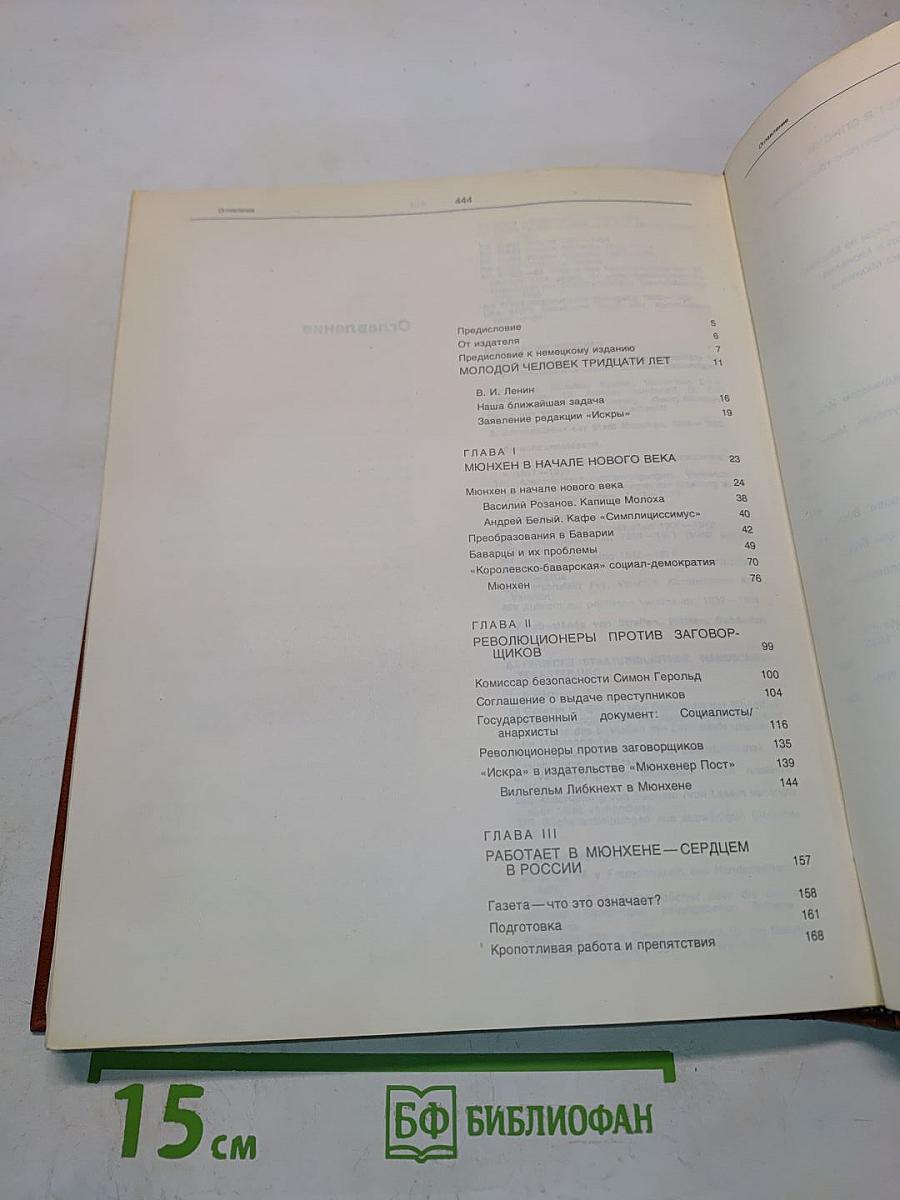 Оглавление
444
Предисловие 5
От издателя 6
Предисловие к немецкому изданию 7
МОЛОДОЙ ЧЕЛОВЕК ТРИДЦАТИ ЛЕТ 11
В. И. Ленин
Наша ближайшая задача 16
Заявление редакции «Искры» 19
ГЛАВА I
МЮНХЕН В НАЧАЛЕ НОВОГО ВЕКА 23
Мюнхен в начале нового века 24
Василий Розанов. Капище Молоха 38
Андрей Белый. Кафе «Симплициссимус» 40
Преобразования в Баварии 42
Баварцы и их проблемы 49
«Королевско-баварская» социал-демократия 70
Мюнхен 76
ГЛАВА II
РЕВОЛЮЦИОНЕРЫ ПРОТИВ ЗАГОВОР-
ЩИКОВ 99
Комиссар безопасности Симон Герольд 100
Соглашение о выдаче преступников 104
Государственный документ: Социалисты/
анархисты 116
Революционеры против заговорщиков 135
«Искра» в издательстве «Мюнхенер Пост» 139
Вильгельм Либкнехт в Мюнхене 144
ГЛАВА III
РАБОТАЕТ В МЮНХЕНЕ — СЕРДЦЕМ
В РОССИИ 157
Газета — что это означает? 158
Подготовка 161
Кропотливая работа и препятствия 168
Оглавление
15 см
БФ БИБЛИОФАН